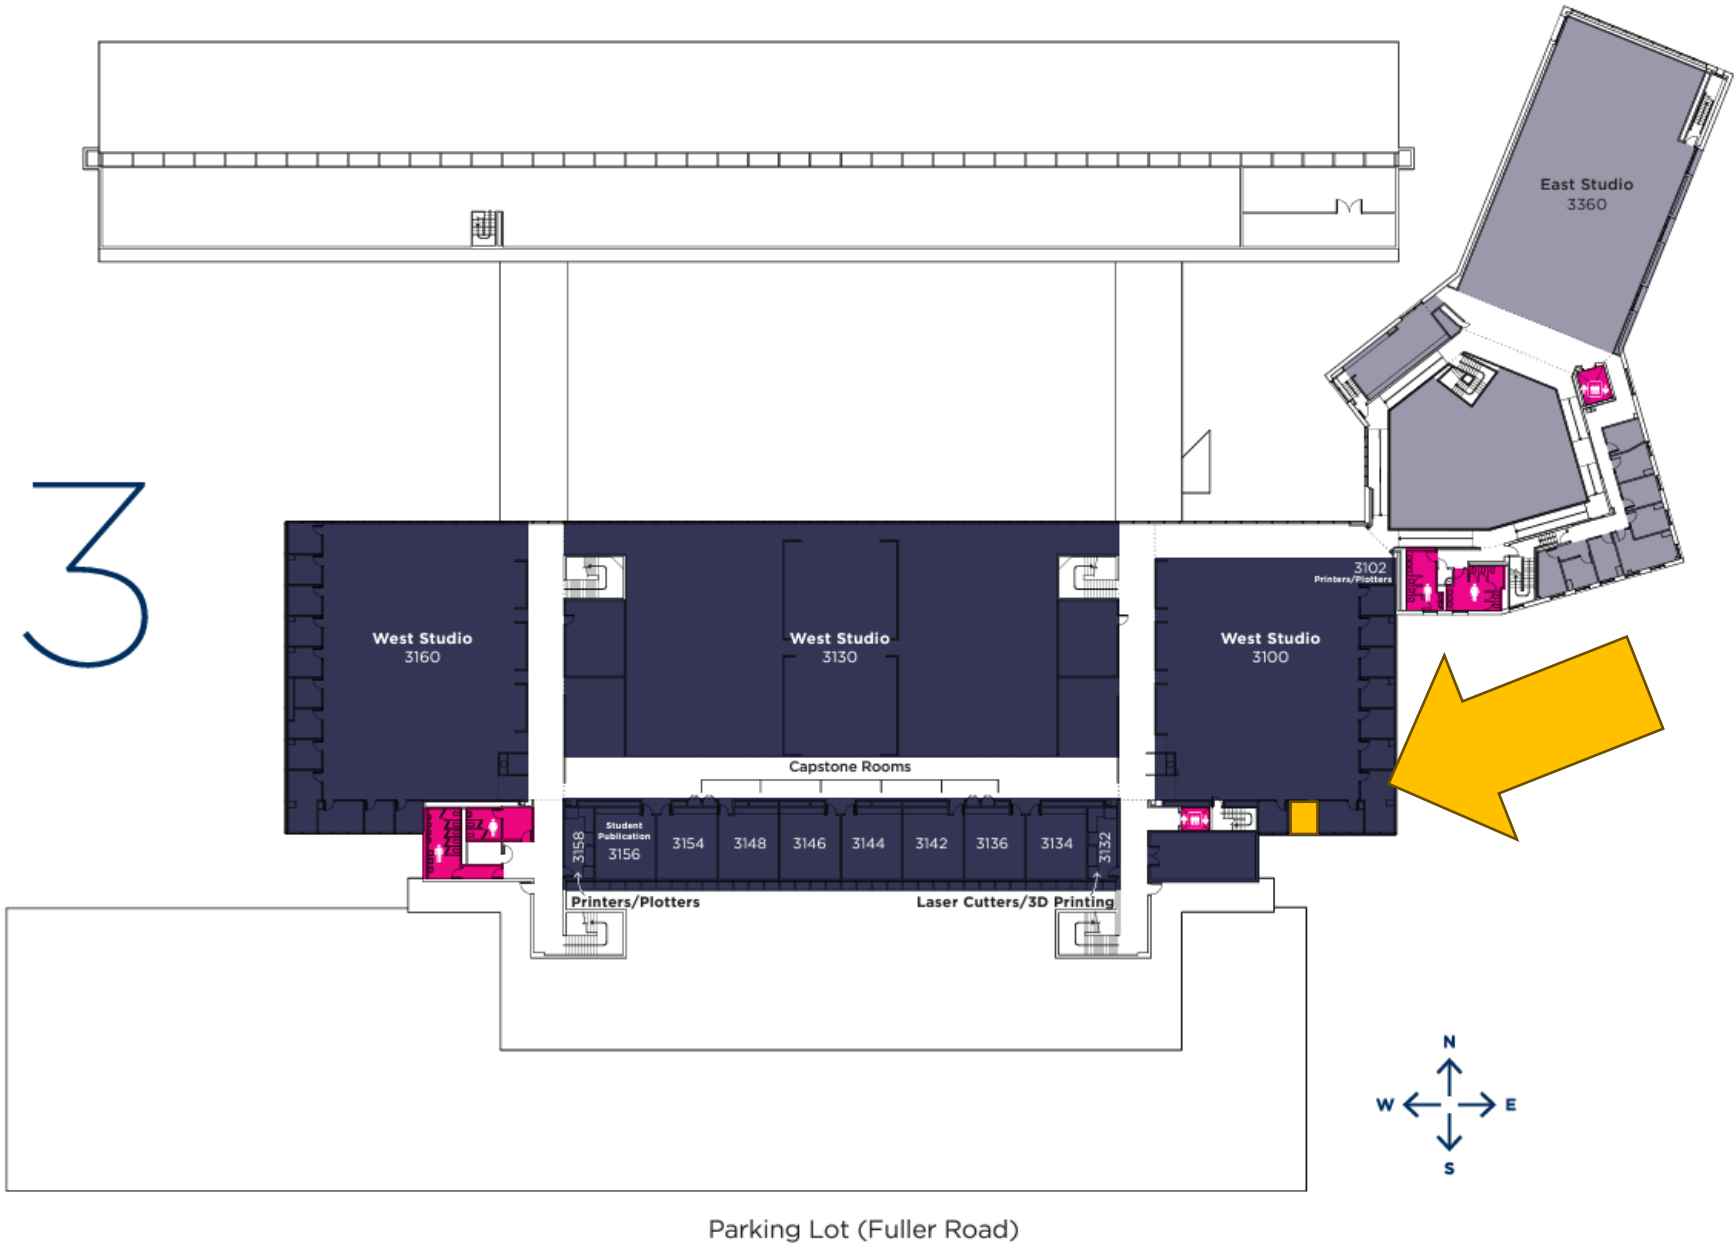 East Studio
3360
3
3102
Printers/Plotters
West Studio
3160
West Studio
3130
West Studio
3100
Capstone Rooms
3158
Student
Publication
3156
3154
3148
3146
3144
3142
3136
3134
3132
Printers/Plotters
Laser Cutters/3D Printing
N
W
E
S
Parking Lot (Fuller Road)